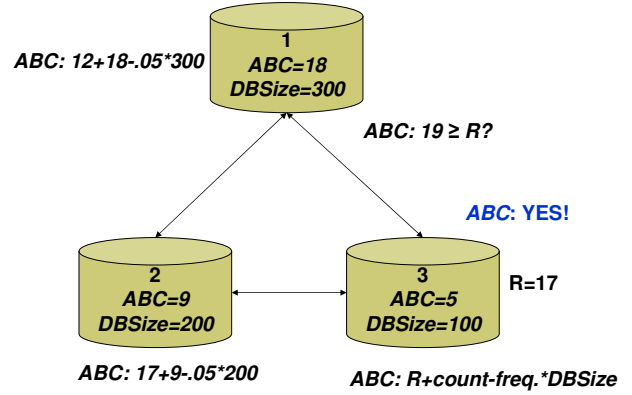 1
ABC: 12+18-.05*300
ABC=18
DBSize=300
ABC: 19 ≥ R?
ABC: YES!
2
ABC=9
DBSize=200
3
ABC=5
DBSize=100
R=17
ABC: 17+9-.05*200
ABC: R+count-freq.*DBSize